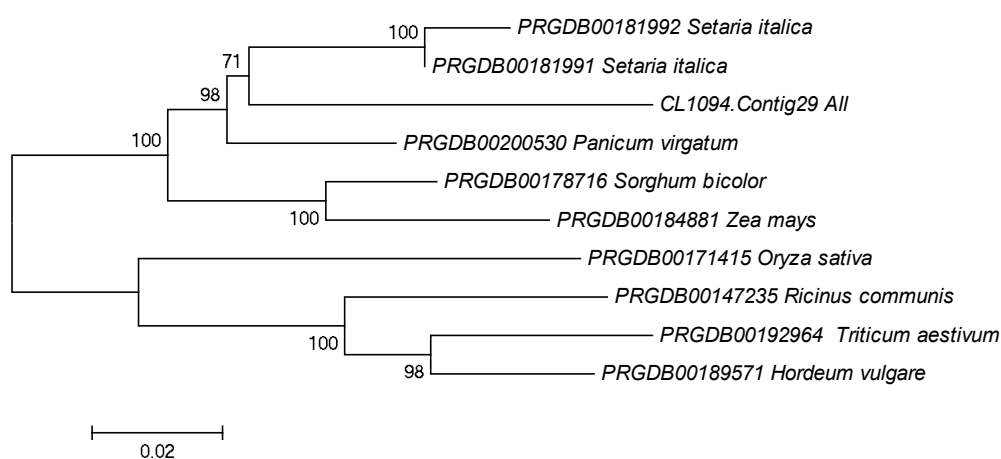 100
PRGDB00181992 Setaria italica
71
PRGDB00181991 Setaria italica
98
CL1094.Contig29 All
100
PRGDB00200530 Panicum virgatum
PRGDB00178716 Sorghum bicolor
100
PRGDB00184881 Zea mays
PRGDB00171415 Oryza sativa
PRGDB00147235 Ricinus communis
100
PRGDB00192964 Triticum aestivum
98
PRGDB00189571 Hordeum vulgare
0.02